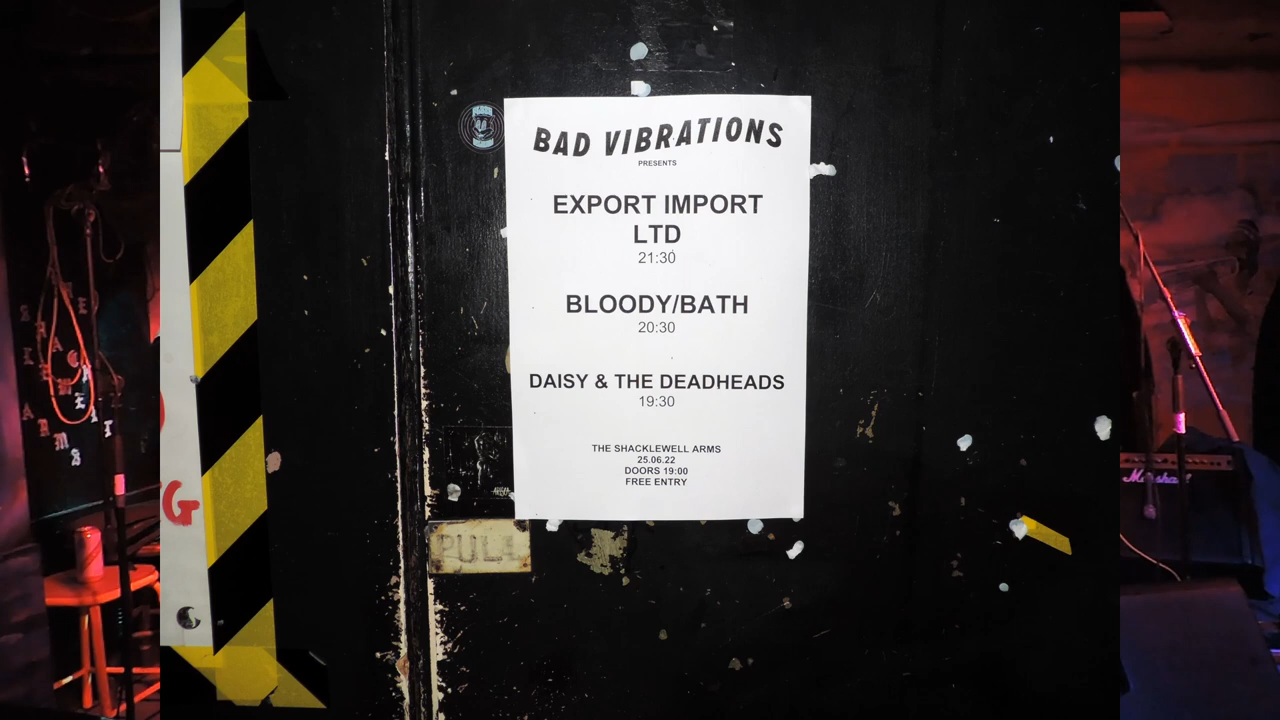 BAD VIBRATIONS
PRESENTS
EXPORT IMPORT
LTD
21:30
BLOODY/BATH
20:30
DAISY & THE DEADHEADS
19:30
THE SHACKLEWELL ARMS
25.06.22
DOORS 19:00
FREE ENTRY
PULL
G
Marshall